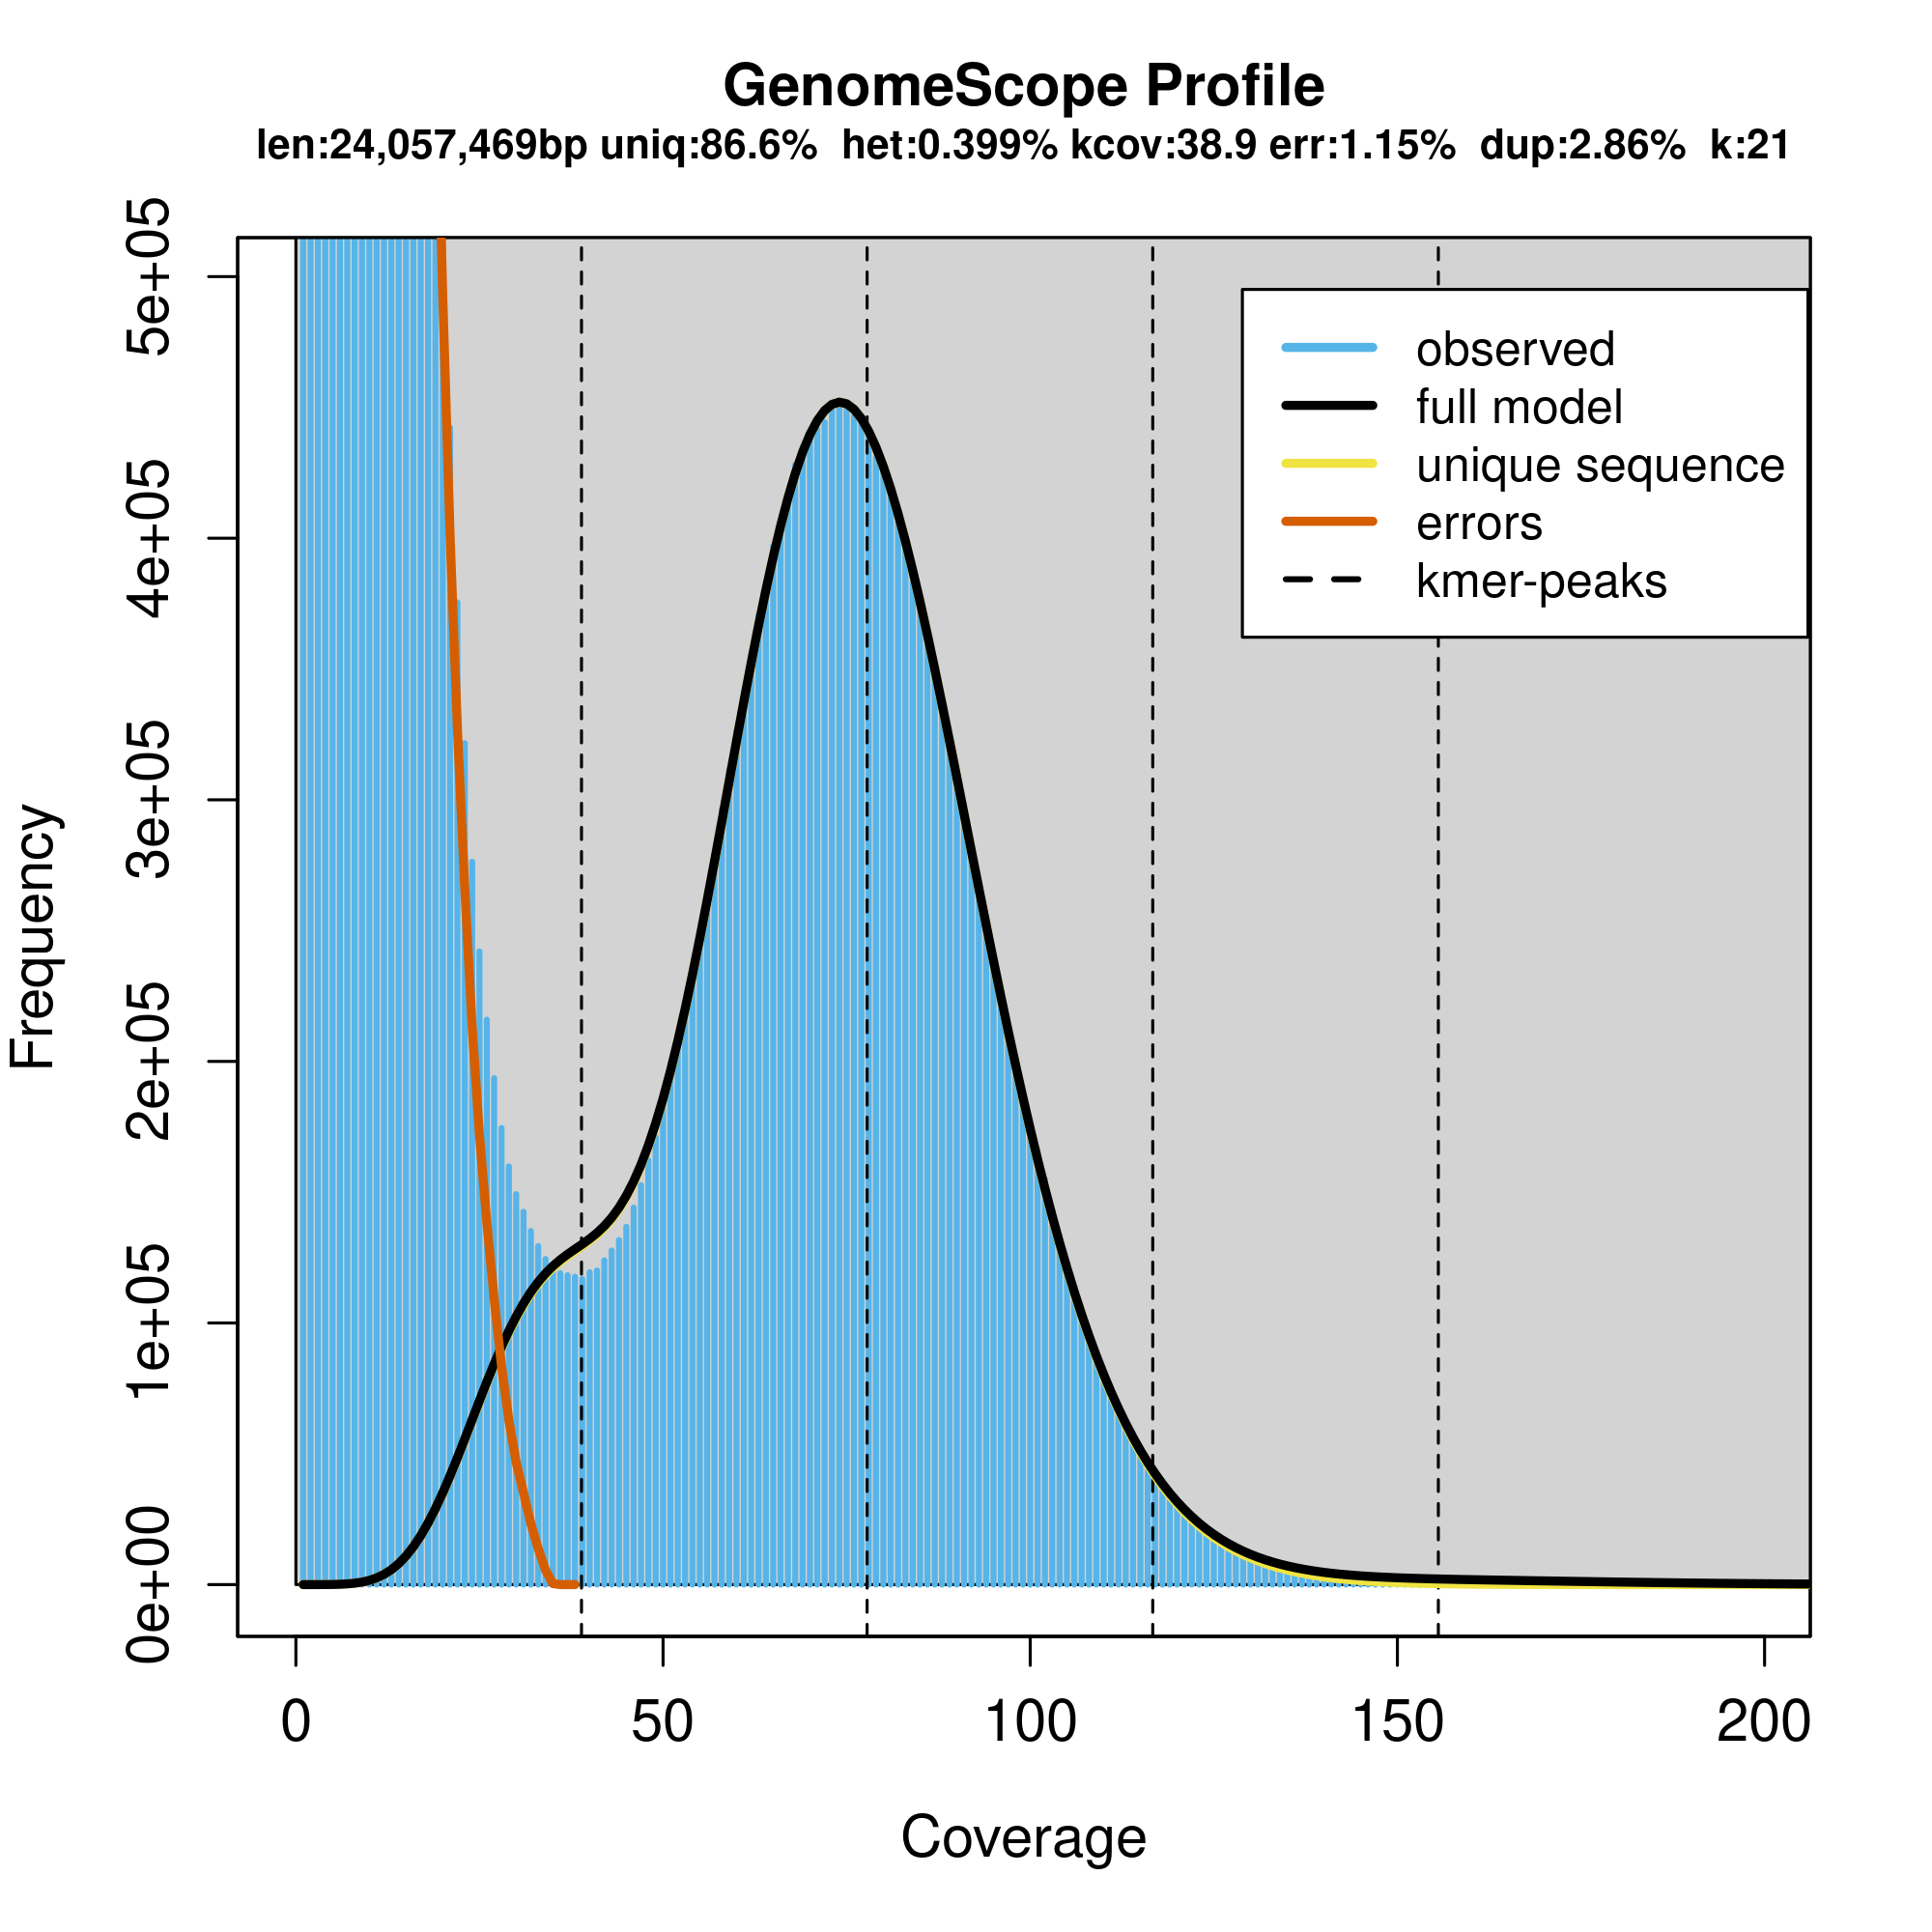 GenomeScope Profile
len:24,057,469bp uniq:86.6% het:0.399% kcov:38.9 err:1.15% dup:2.86% k:21
5e+05
4e+05
3e+05
2e+05
1e+05
0e+00
Frequency
observed
full model
unique sequence
errors
kmer-peaks
0 50 100 150 200
Coverage